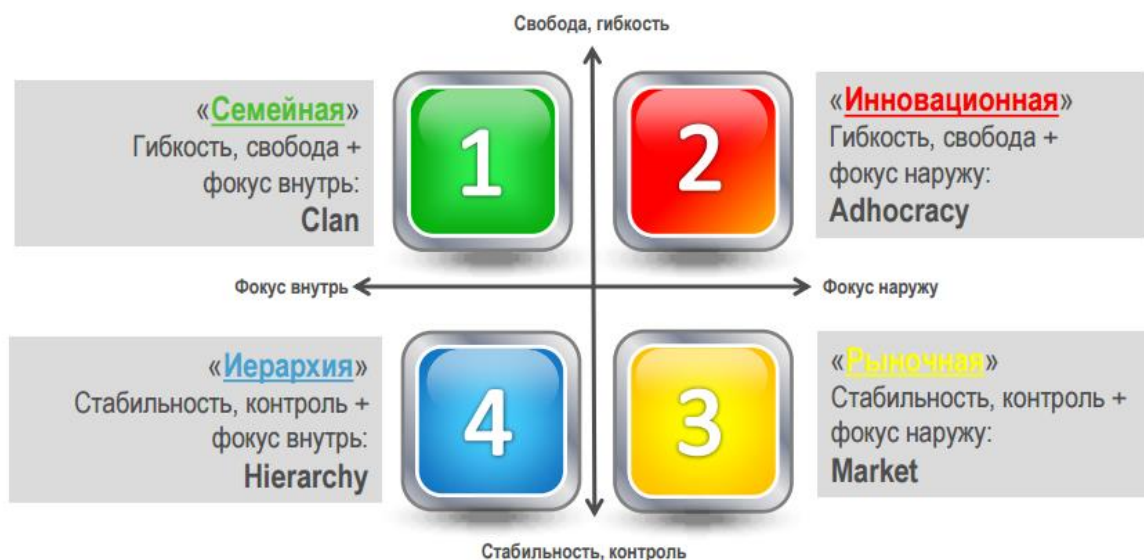 Свобода, гибкость
«Семейная»
Гибкость, свобода +
фокус внутрь:
Clan
1
2
«Инновационная»
Гибкость, свобода +
фокус наружу:
Adhocracy
Фокус внутрь
Фокус наружу
«Иерархия»
Стабильность, контроль +
фокус внутрь:
Hierarchy
4
3
«Рыночная»
Стабильность, контроль +
фокус наружу:
Market
Стабильность, контроль